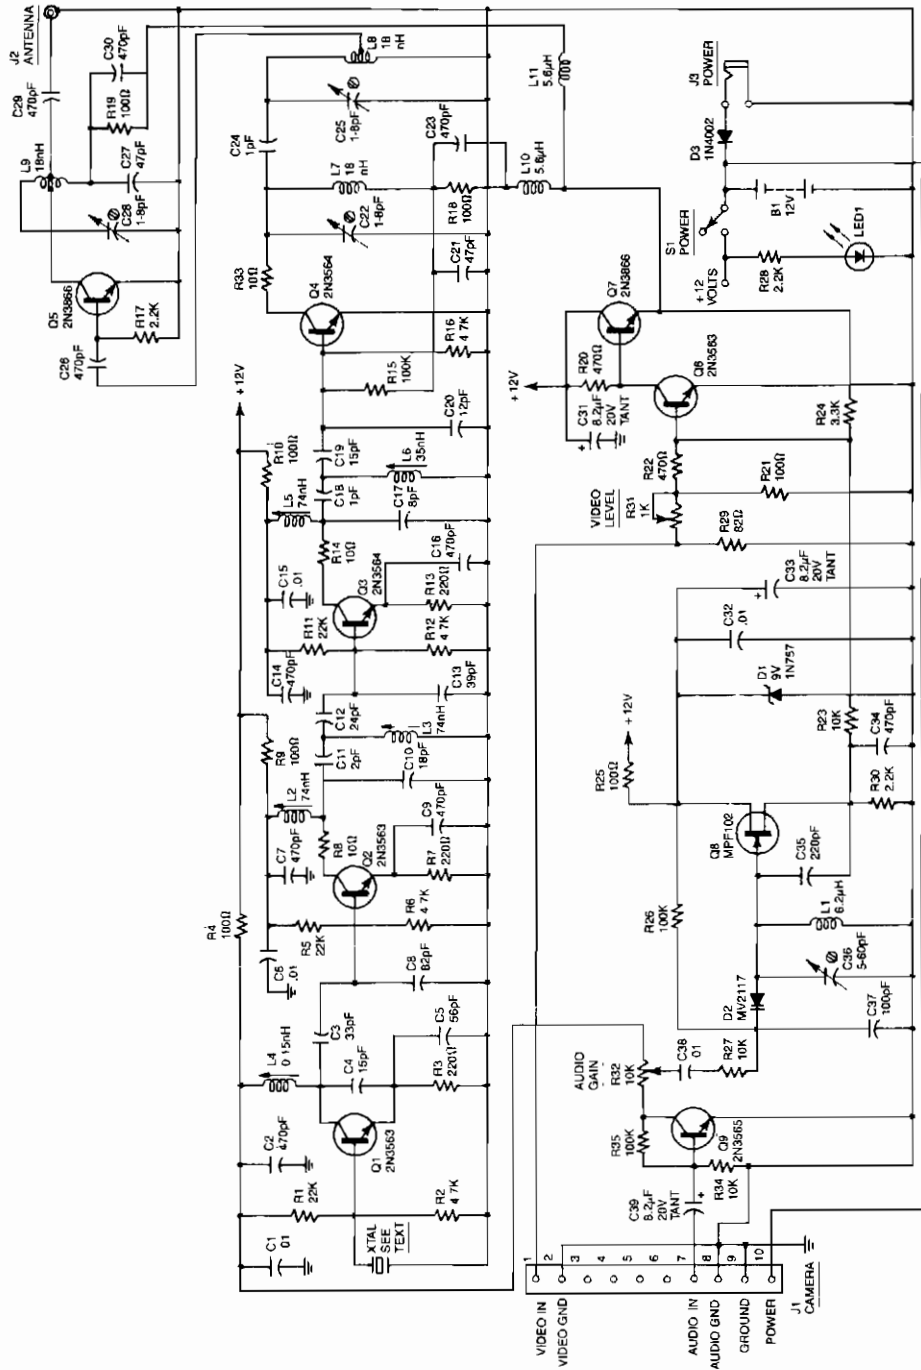 J2
ANTENNA
C29
470pF
C30
470pF
R19
100Ω
L9
18nH
C27
47pF
C28
1-8pF
Q5
2N3866
R17
2.2K
C26
470pF
L8
18
nH
C24
1pF
C25
1-8pF
C23
470pF
L11
5.6µH
L7
18
nH
R18
100Ω
L10
5.6µH
C22
1-8pF
R33
10Ω
C21
47pF
Q4
2N3564
R16
4.7K
R15
100K
C20
12pF
C19
15pF
L6
35nH
C18
1pF
C17
8pF
L5
74nH
R10
100Ω
+12V
R14
10Ω
C16
470pF
C15
.01
Q3
2N3564
R13
220Ω
R11
22K
R12
4.7K
C14
470pF
C13
39pF
C12
24pF
L3
74nH
C11
2pF
C10
18pF
R9
100Ω
L2
74nH
C9
470pF
R8
10Ω
C7
470pF
Q2
2N3563
R7
220Ω
R4
100Ω
R5
22K
R6
4.7K
C6
.01
C8
82pF
C3
33pF
C5
56pF
L4
0.15nH
C4
15pF
R3
220Ω
C2
470pF
Q1
2N3563
R1
22K
R2
4.7K
C1
.01
XTAL
SEE
TEXT
J3
POWER
D3
1N4002
S1
POWER
B1
12V
+12
VOLTS
R28
2.2K
LED1
Q7
2N3866
+12V
R20
470Ω
C31
8.2µF
20V
TANT
Q6
2N3563
R24
3.3K
R22
470Ω
R21
100Ω
VIDEO
LEVEL
R31
1K
R29
82Ω
C33
8.2µF
20V
TANT
C32
.01
D1
9V
1N757
R25
100Ω
+12V
R23
10K
C34
470pF
Q8
MPF102
R30
2.2K
C35
220pF
R26
100K
L1
6.2µH
D2
MV2117
C36
5-60pF
C37
100pF
C38
.01
R27
10K
AUDIO
GAIN
R32
10K
R35
100K
Q9
2N3565
R34
10K
C39
8.2µF
20V
TANT
VIDEO IN 1
VIDEO GND 2
3
4
5
6
AUDIO IN 7
AUDIO GND 8
GROUND 9
POWER 10
J1
CAMERA